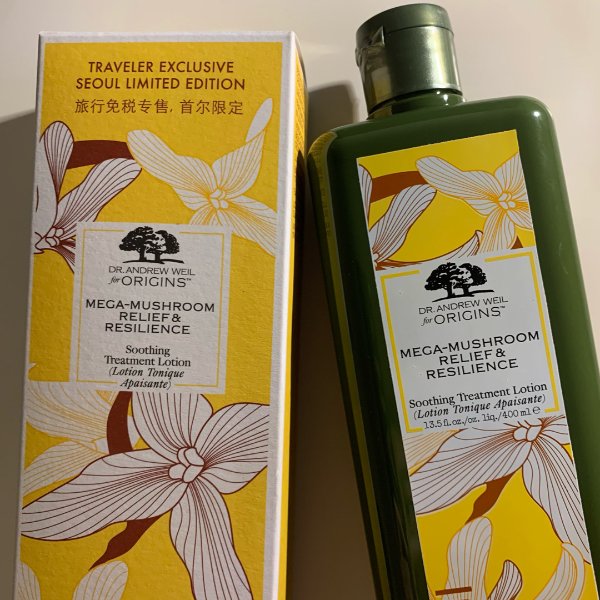 TRAVELER EXCLUSIVE
SEOUL LIMITED EDITION
旅行免税专售, 首尔限定
DR. ANDREW WEIL
for ORIGINS™
MEGA-MUSHROOM
RELIEF &
RESILIENCE
Soothing
Treatment Lotion
(Lotion Tonique
Apaisante)
DR. ANDREW WEIL
for ORIGINS™
MEGA-MUSHROOM
RELIEF &
RESILIENCE
Soothing Treatment Lotion
(Lotion Tonique Apaisante)
13.5 fl.oz./oz. liq./400 ml ℮